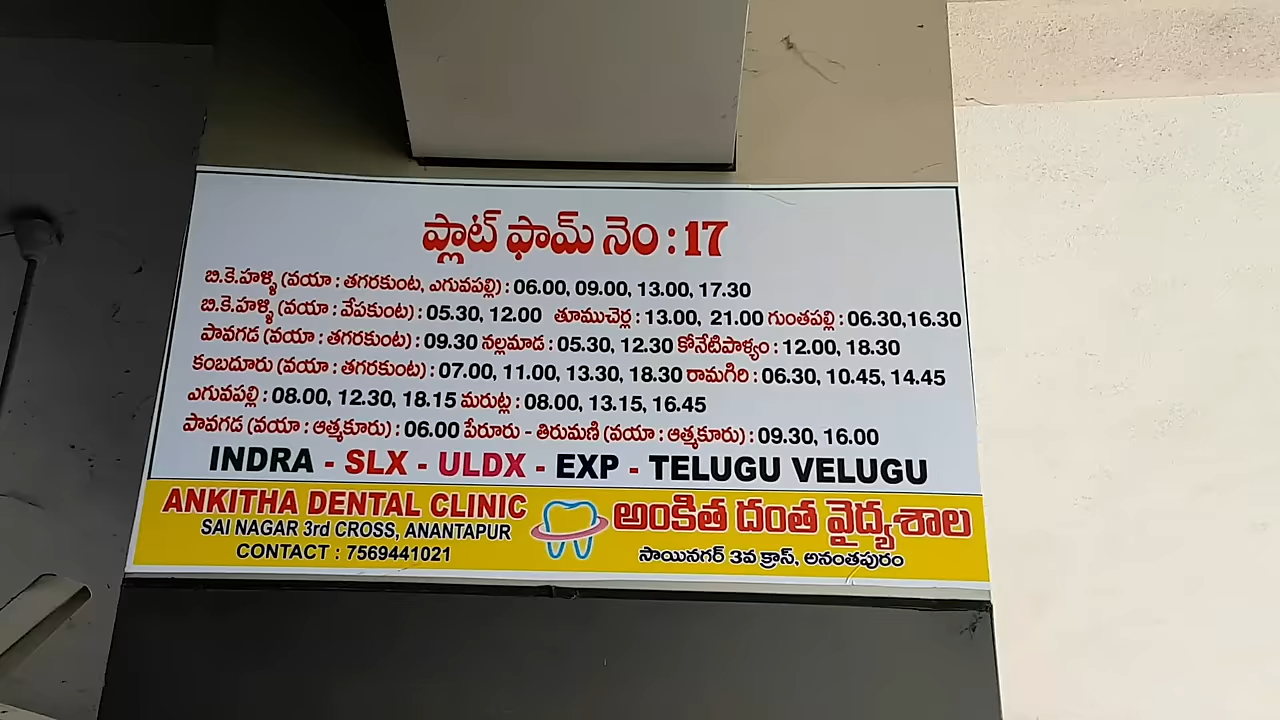 ప్లాట్ ఫామ్ నెం : 17
బి.కె.హళ్ళి (వయా : తగరకుంట, ఎగువపల్లి) : 06.00, 09.00, 13.00, 17.30
బి.కె.హళ్ళి (వయా : వేపకుంట) : 05.30, 12.00 తూముచెర్ల : 13.00, 21.00 గుంతపల్లి : 06.30,16.30
పావగడ (వయా : తగరకుంట) : 09.30 నల్లమాడ : 05.30, 12.30 కోనేటిపాళ్యం : 12.00, 18.30
కంబదూరు (వయా : తగరకుంట) : 07.00, 11.00, 13.30, 18.30 రామగిరి : 06.30, 10.45, 14.45
ఎగువపల్లి : 08.00, 12.30, 18.15 మరుట్ల : 08.00, 13.15, 16.45
పావగడ (వయా : ఆత్మకూరు) : 06.00 పేరూరు - తిరుమణి (వయా : ఆత్మకూరు) : 09.30, 16.00
INDRA - SLX - ULDX - EXP - TELUGU VELUGU
ANKITHA DENTAL CLINIC
SAI NAGAR 3rd CROSS, ANANTAPUR
CONTACT : 7569441021
అంకిత దంత వైద్యశాల
సాయినగర్ 3వ క్రాస్, అనంతపురం